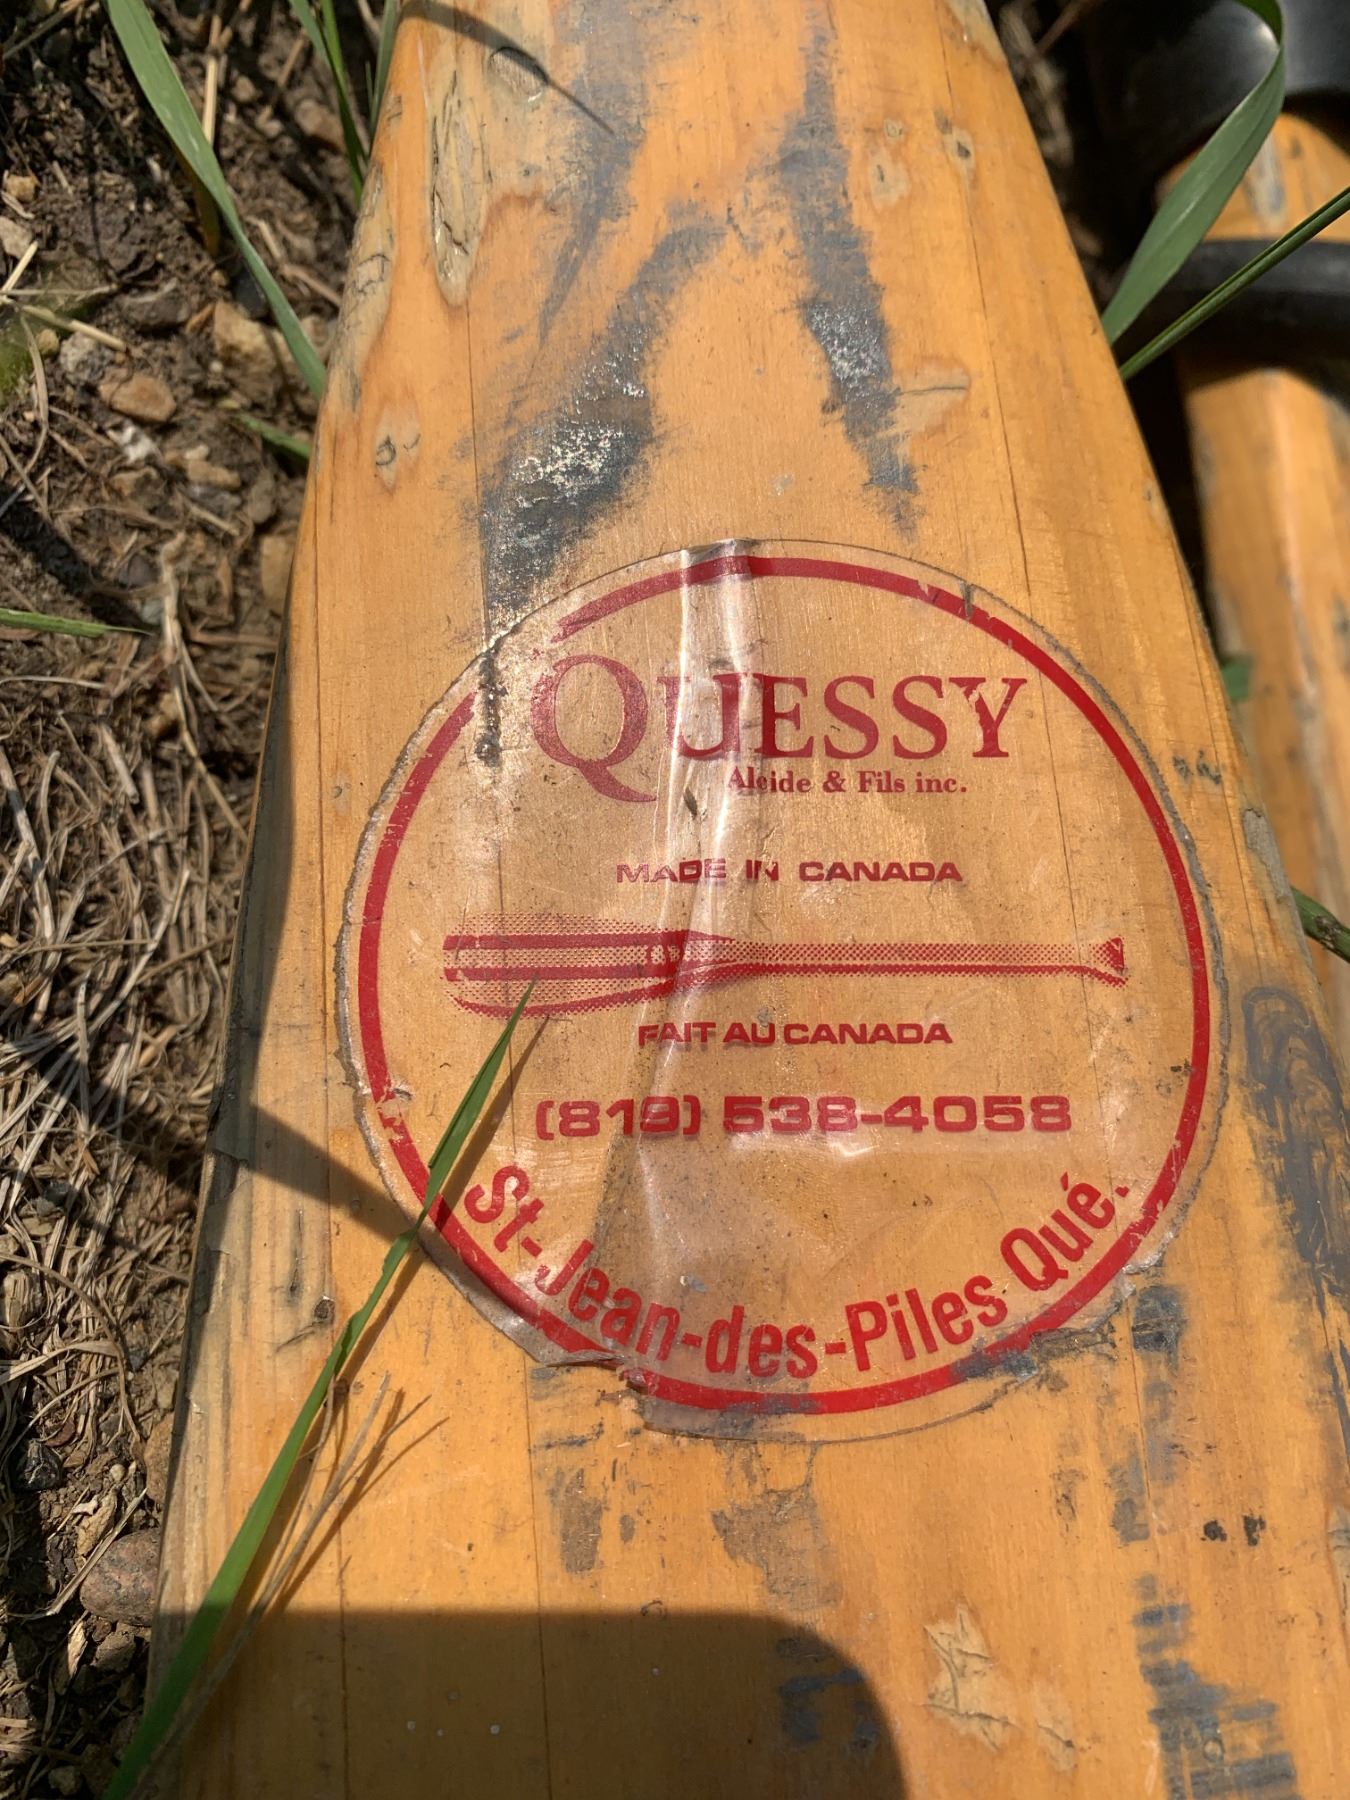 QUESSY
Alcide & Fils inc.
MADE IN CANADA
FAIT AU CANADA
(819) 538-4058
St-Jean-des-Piles Qué.